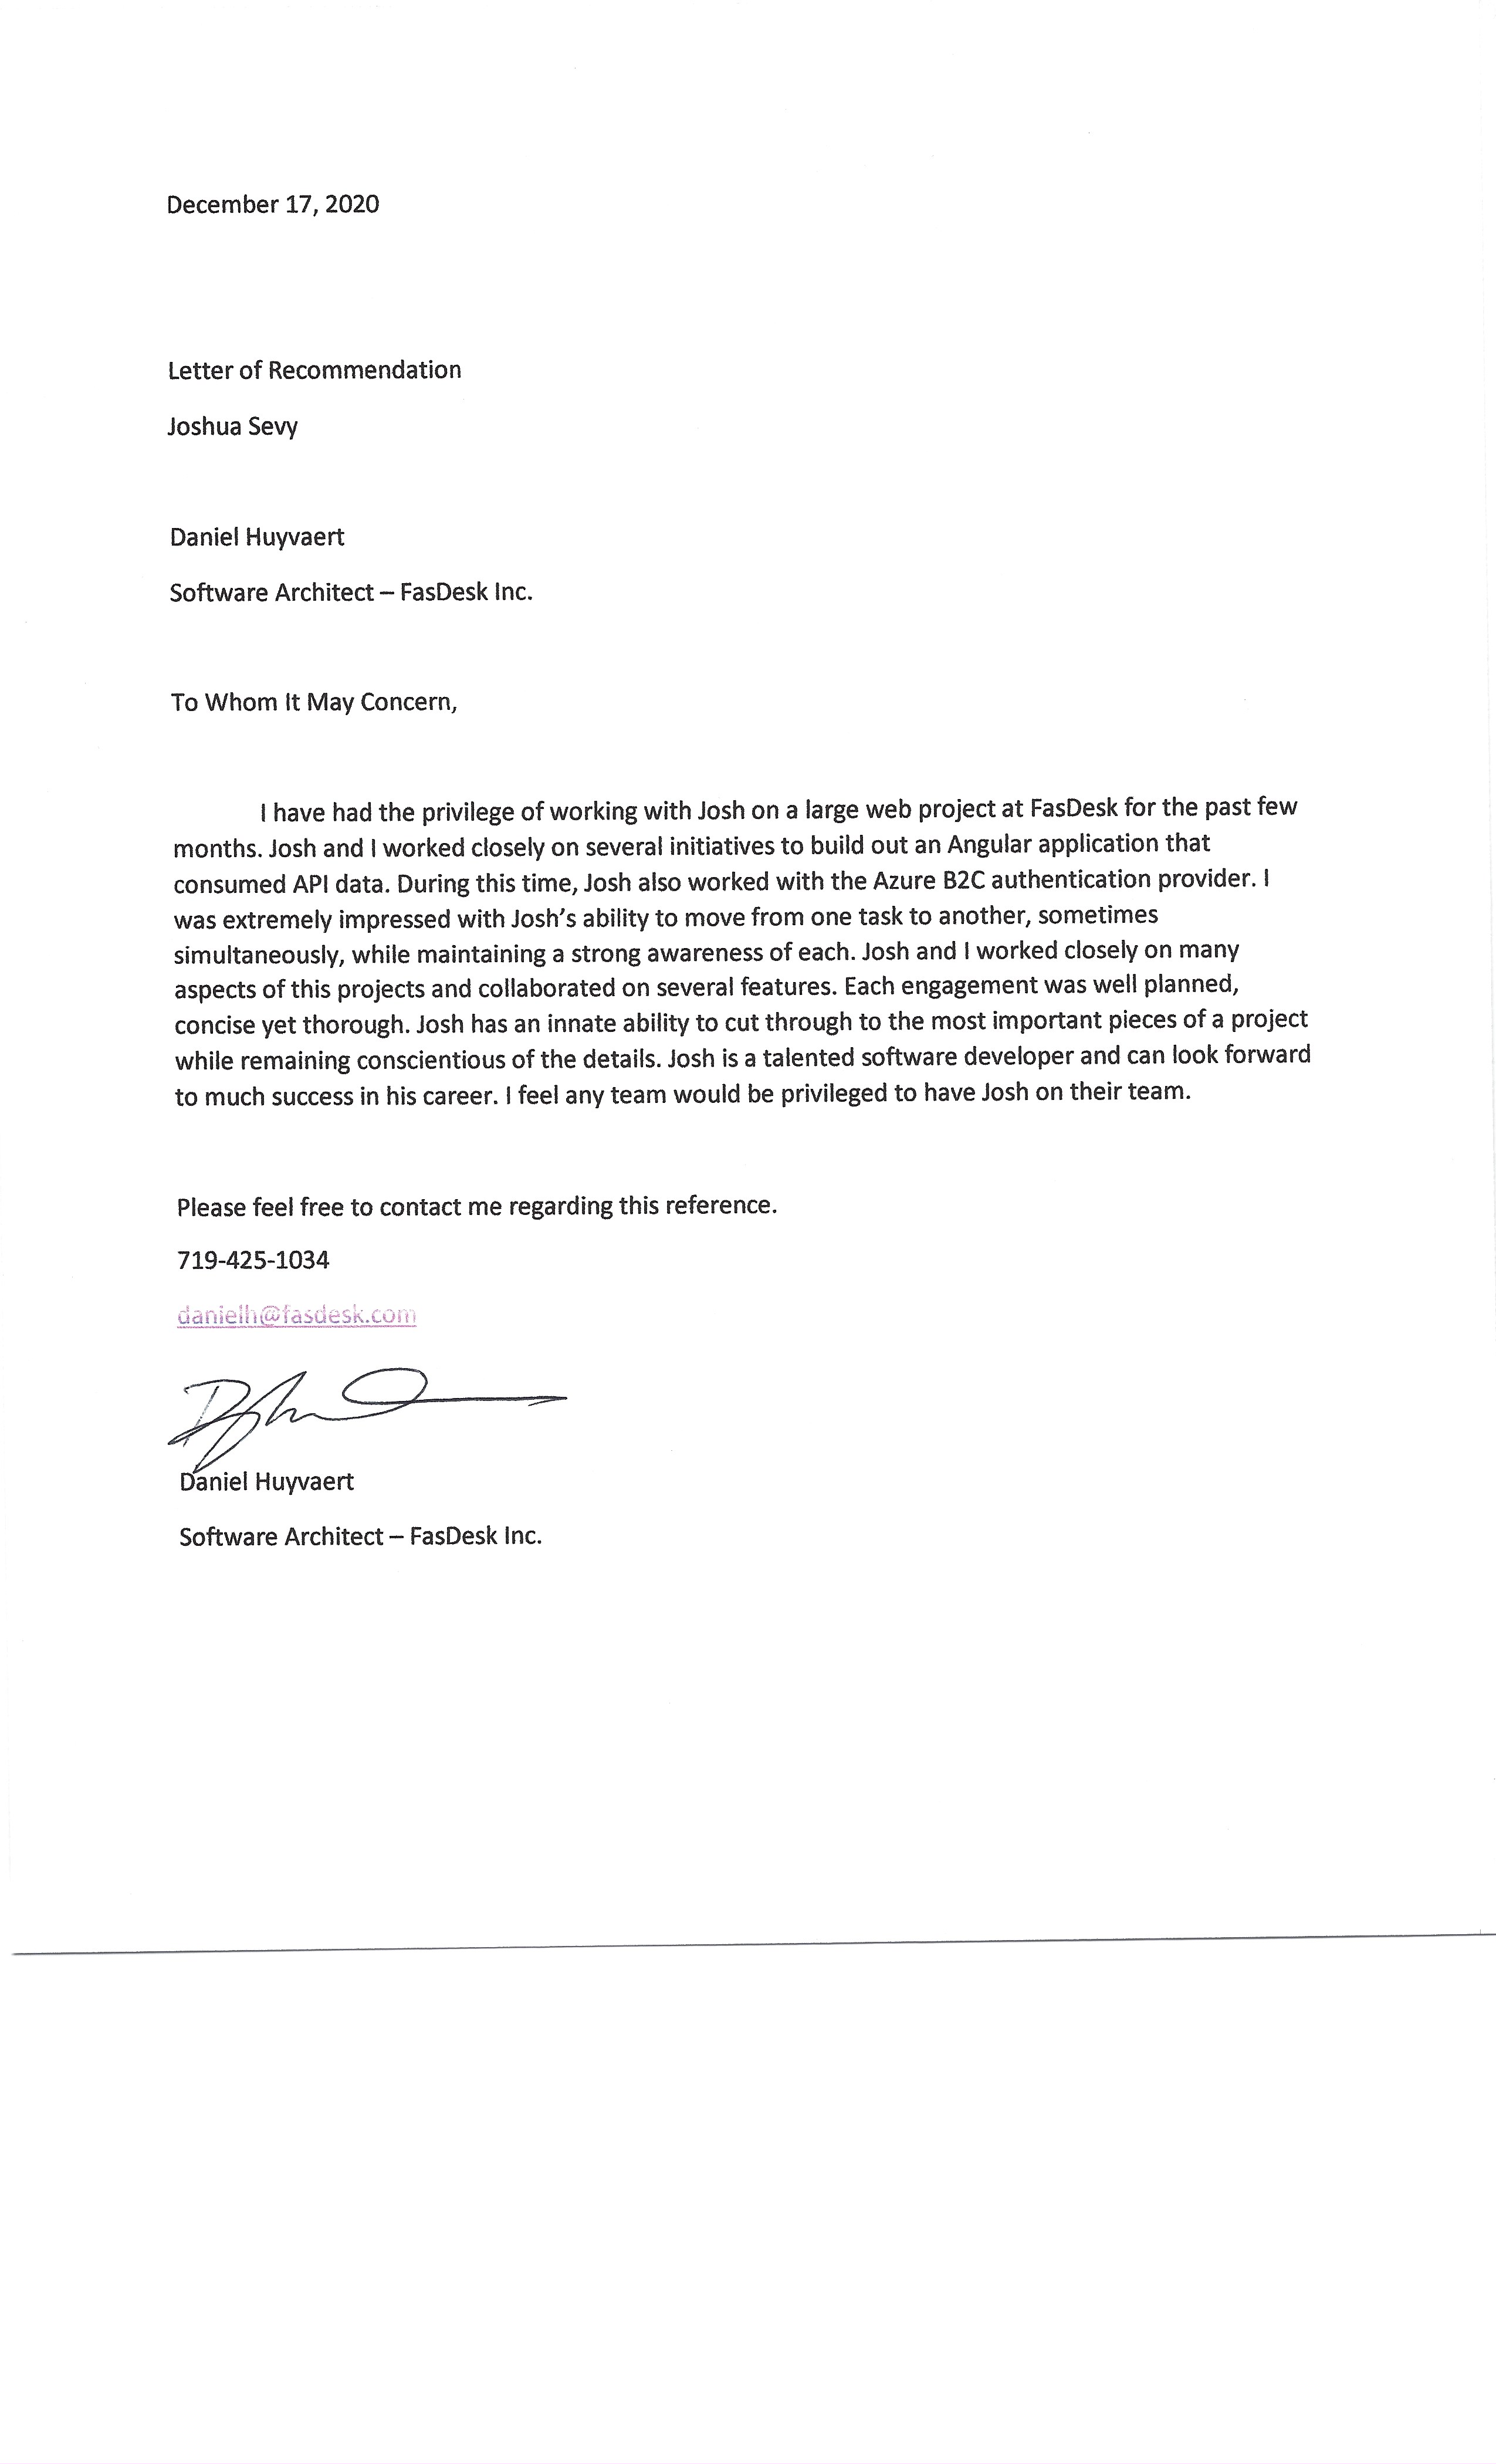 December 17, 2020
Letter of Recommendation
Joshua Sevy
Daniel Huyvaert
Software Architect – FasDesk Inc.
To Whom It May Concern,
I have had the privilege of working with Josh on a large web project at FasDesk for the past few
months. Josh and I worked closely on several initiatives to build out an Angular application that
consumed API data. During this time, Josh also worked with the Azure B2C authentication provider. I
was extremely impressed with Josh's ability to move from one task to another, sometimes
simultaneously, while maintaining a strong awareness of each. Josh and I worked closely on many
aspects of this projects and collaborated on several features. Each engagement was well planned,
concise yet thorough. Josh has an innate ability to cut through to the most important pieces of a project
while remaining conscientious of the details. Josh is a talented software developer and can look forward
to much success in his career. I feel any team would be privileged to have Josh on their team.
Please feel free to contact me regarding this reference.
719-425-1034
danielh@fasdesk.com
Daniel Huyvaert
Software Architect – FasDesk Inc.